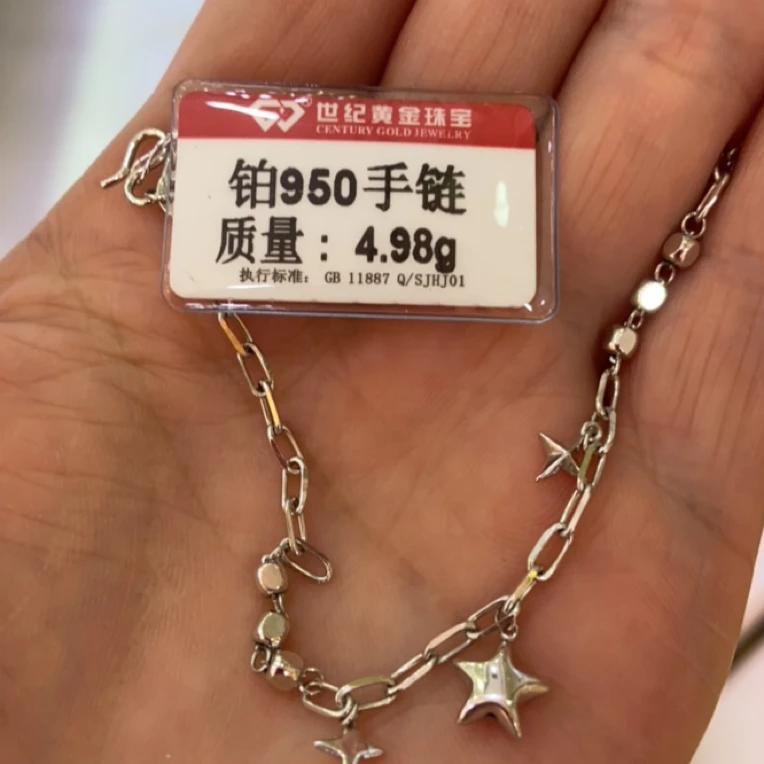 世纪黄金珠宝
CENTURY GOLD JEWELRY
铂950手链
质量：4.98g
执行标准： GB 11887 Q/SJHJ01